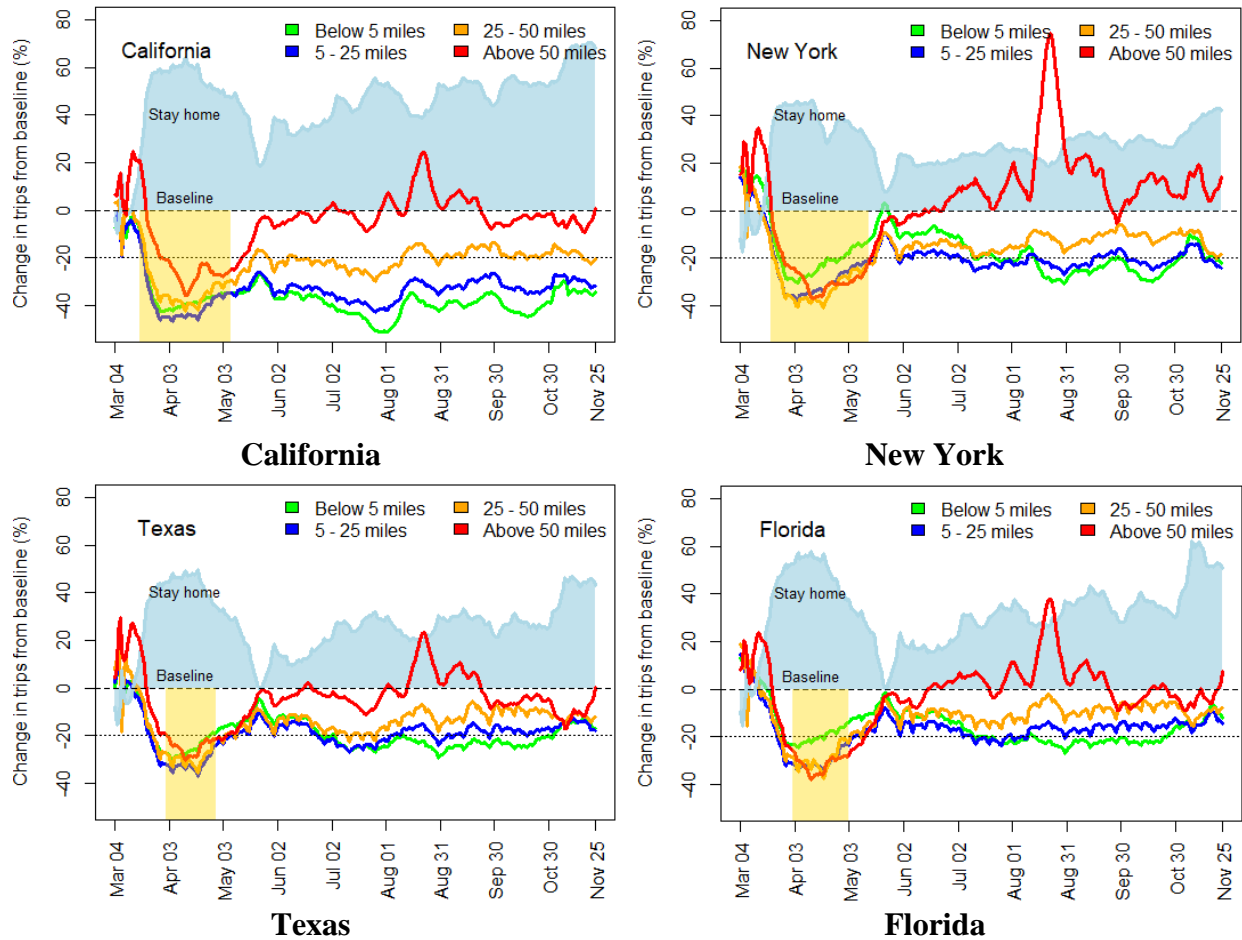 Change in trips from baseline (%)
80
60
40
20
0
-20
-40
California
Below 5 miles
25 - 50 miles
5 - 25 miles
Above 50 miles
Stay home
Baseline
Mar 04
Apr 03
May 03
Jun 02
Jul 02
Aug 01
Aug 31
Sep 30
Oct 30
Nov 25
California
Change in trips from baseline (%)
80
60
40
20
0
-20
-40
New York
Below 5 miles
25 - 50 miles
5 - 25 miles
Above 50 miles
Stay home
Baseline
Mar 04
Apr 03
May 03
Jun 02
Jul 02
Aug 01
Aug 31
Sep 30
Oct 30
Nov 25
New York
Change in trips from baseline (%)
80
60
40
20
0
-20
-40
Texas
Below 5 miles
25 - 50 miles
5 - 25 miles
Above 50 miles
Stay home
Baseline
Mar 04
Apr 03
May 03
Jun 02
Jul 02
Aug 01
Aug 31
Sep 30
Oct 30
Nov 25
Texas
Change in trips from baseline (%)
80
60
40
20
0
-20
-40
Florida
Below 5 miles
25 - 50 miles
5 - 25 miles
Above 50 miles
Stay home
Baseline
Mar 04
Apr 03
May 03
Jun 02
Jul 02
Aug 01
Aug 31
Sep 30
Oct 30
Nov 25
Florida